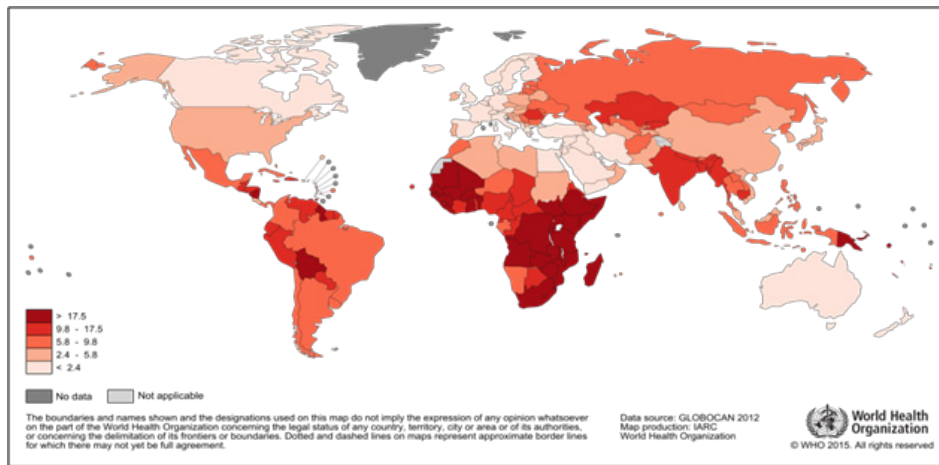 > 17.5
9.8 - 17.5
5.8 - 9.8
2.4 - 5.8
< 2.4
No data
Not applicable
The boundaries and names shown and the designations used on this map do not imply the expression of any opinion whatsoever
on the part of the World Health Organization concerning the legal status of any country, territory, city or area or of its authorities,
or concerning the delimitation of its frontiers or boundaries. Dotted and dashed lines on maps represent approximate border lines
for which there may not yet be full agreement.
Data source: GLOBOCAN 2012
Map production: IARC
World Health Organization
World Health
Organization
© WHO 2015. All rights reserved